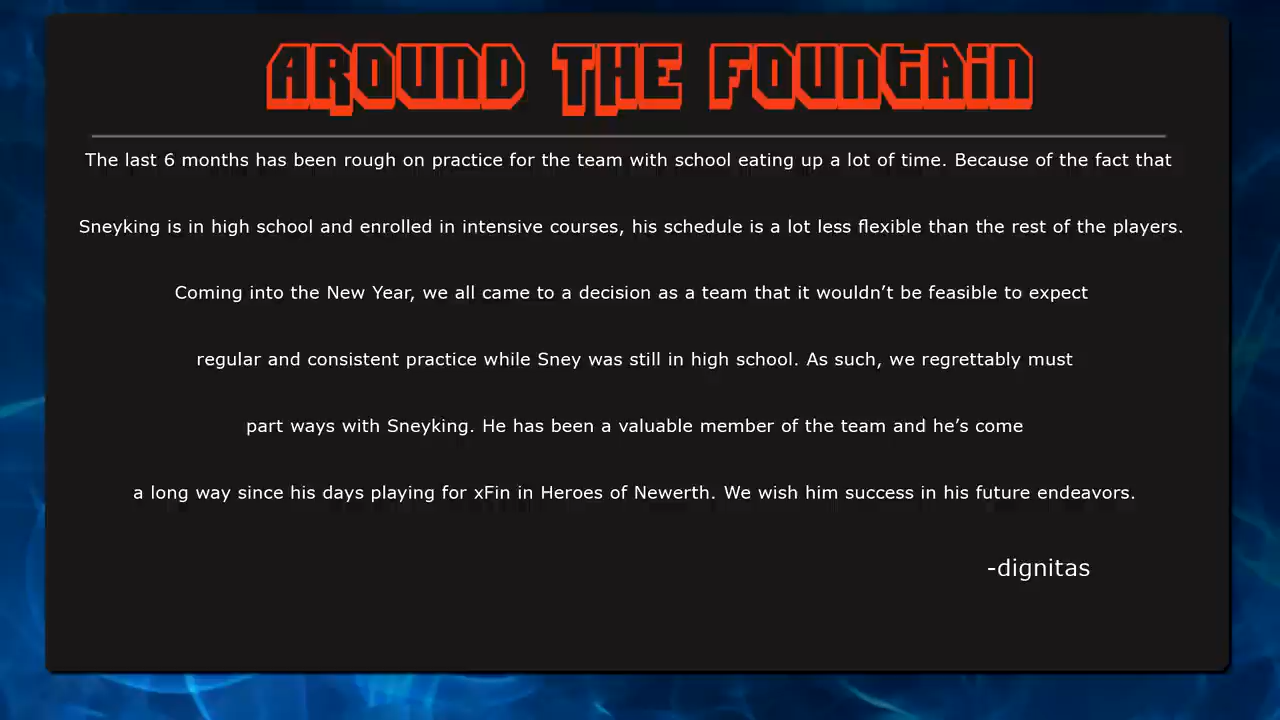 AROUND THE FOUNTAIN
The last 6 months has been rough on practice for the team with school eating up a lot of time. Because of the fact that
Sneyking is in high school and enrolled in intensive courses, his schedule is a lot less flexible than the rest of the players.
Coming into the New Year, we all came to a decision as a team that it wouldn’t be feasible to expect
regular and consistent practice while Sney was still in high school. As such, we regrettably must
part ways with Sneyking. He has been a valuable member of the team and he’s come
a long way since his days playing for xFin in Heroes of Newerth. We wish him success in his future endeavors.
-dignitas